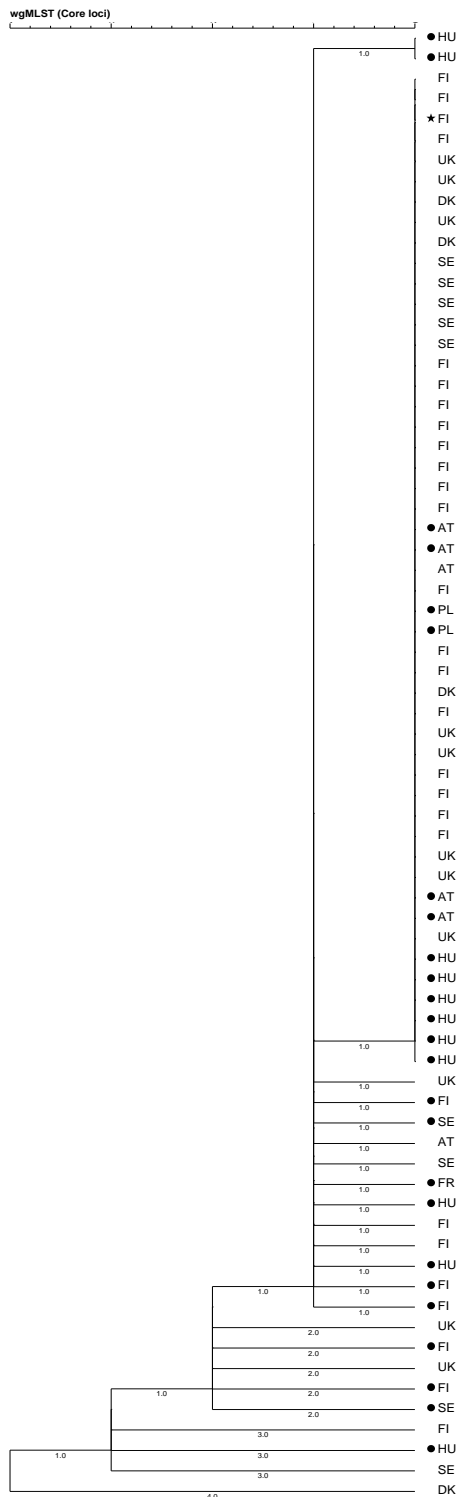 wgMLST (Core loci)
● HU
1.0
● HU
FI
FI
★ FI
FI
UK
UK
DK
UK
DK
SE
SE
SE
SE
SE
FI
FI
FI
FI
FI
FI
FI
FI
● AT
● AT
AT
FI
● PL
● PL
FI
FI
DK
FI
UK
UK
FI
FI
FI
FI
UK
UK
● AT
● AT
UK
● HU
● HU
● HU
● HU
● HU
1.0
● HU
UK
1.0
● FI
1.0
● SE
1.0
AT
1.0
SE
1.0
● FR
1.0
● HU
1.0
FI
1.0
FI
1.0
● HU
1.0
● FI
1.0 1.0
● FI
1.0
UK
2.0
● FI
2.0
UK
2.0
● FI
1.0 2.0
● SE
2.0
FI
3.0
● HU
1.0 3.0
SE
3.0
DK
4.0